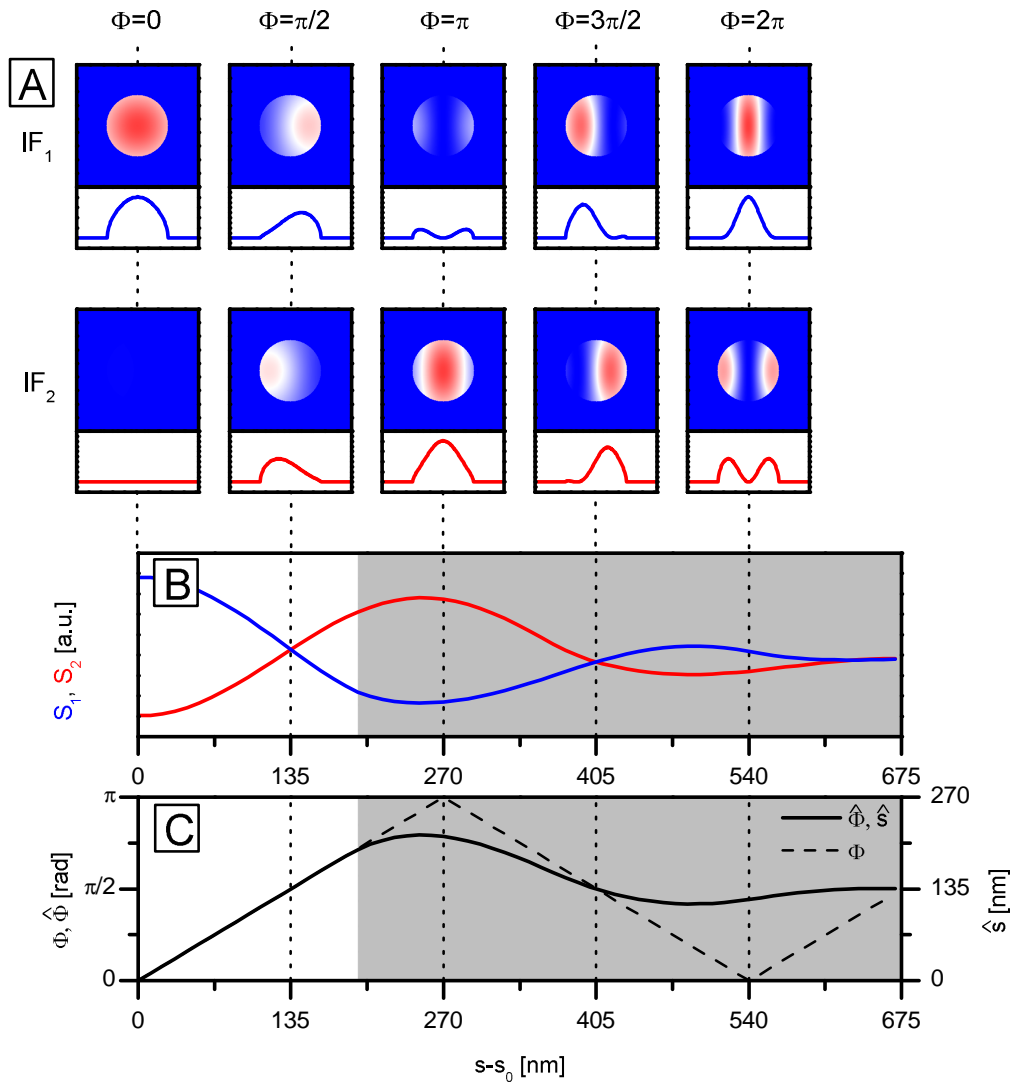 Φ=0 Φ=π/2 Φ=π Φ=3π/2 Φ=2π
A
IF₁
IF₂
B
S₁, S₂ [a.u.]
0 135 270 405 540 675
C
Φ, Φ̂ [rad]
π
π/2
0
Φ̂, ŝ
Φ
270
135
0
ŝ [nm]
0 135 270 405 540 675
s-s₀ [nm]